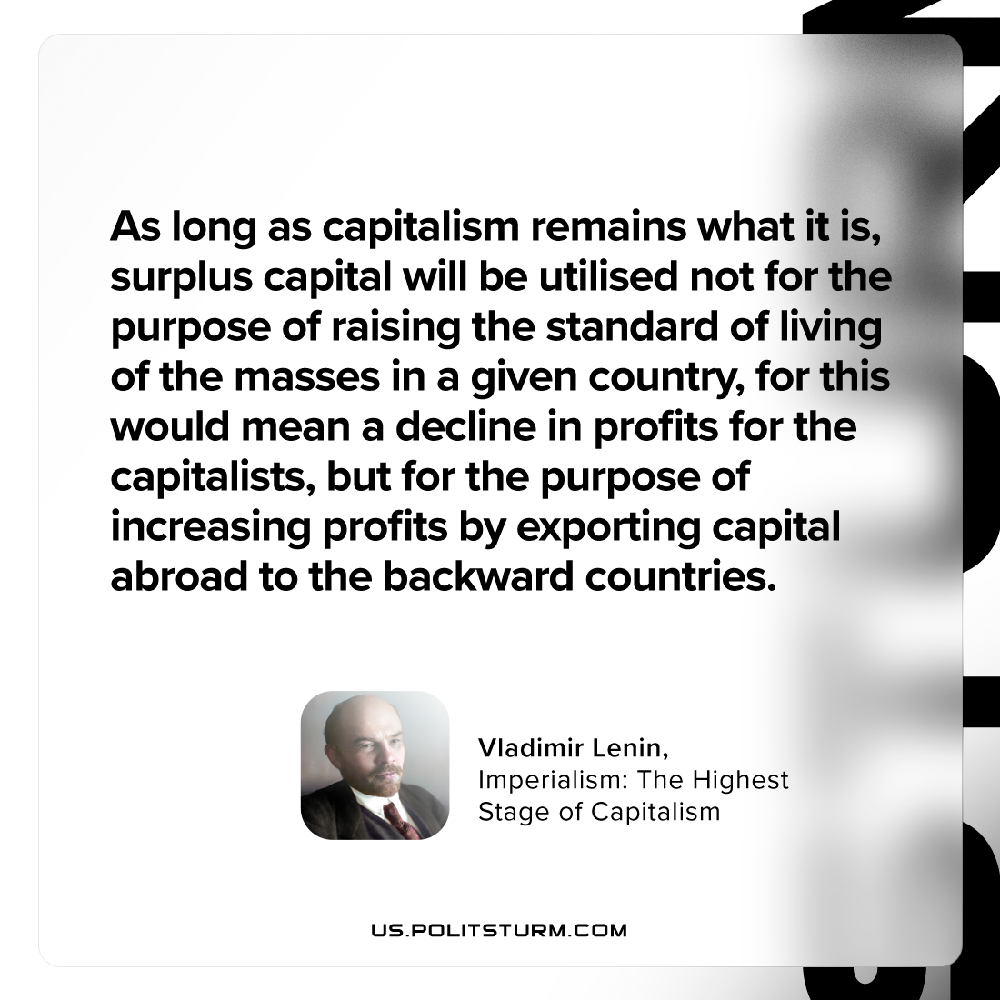 As long as capitalism remains what it is,
surplus capital will be utilised not for the
purpose of raising the standard of living
of the masses in a given country, for this
would mean a decline in profits for the
capitalists, but for the purpose of
increasing profits by exporting capital
abroad to the backward countries.
Vladimir Lenin,
Imperialism: The Highest
Stage of Capitalism
US.POLITSTURM.COM